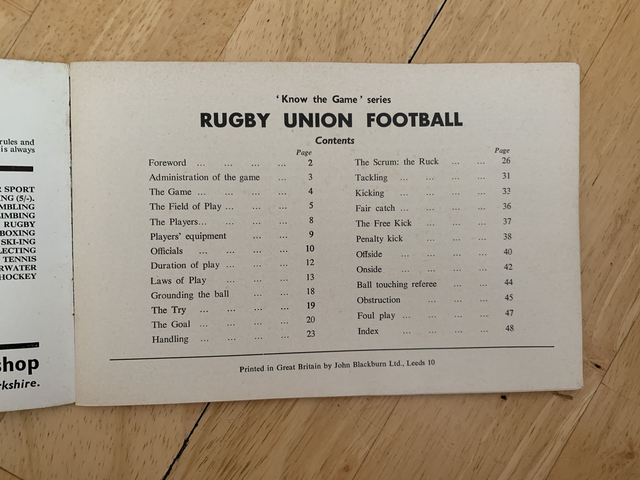 rules and
is always
R SPORT
NG (5/-).
MBLING
LIMBING
RUGBY
BOXING
SKI-ING
LECTING
TENNIS
RWATER
HOCKEY
shop
rkshire.
'Know the Game' series
RUGBY UNION FOOTBALL
Contents
Page
Foreword ... ... ... ... 2
Administration of the game ... 3
The Game ... ... ... ... 4
The Field of Play ... ... ... 5
The Players... ... ... ... 8
Players' equipment ... ... 9
Officials ... ... ... ... 10
Duration of play ... ... ... 12
Laws of Play ... ... ... 13
Grounding the ball ... ... 18
The Try ... ... ... ... 19
The Goal ... ... ... ... 20
Handling ... ... ... ... 23
Page
The Scrum: the Ruck ... ... 26
Tackling ... ... ... 31
Kicking ... ... ... 33
Fair catch ... ... ... ... 36
The Free Kick ... ... ... 37
Penalty kick ... ... ... 38
Offside ... ... ... ... 40
Onside ... ... ... ... 42
Ball touching referee ... ... 44
Obstruction ... ... ... 45
Foul play ... ... ... ... 47
Index ... ... ... ... 48
Printed in Great Britain by John Blackburn Ltd., Leeds 10